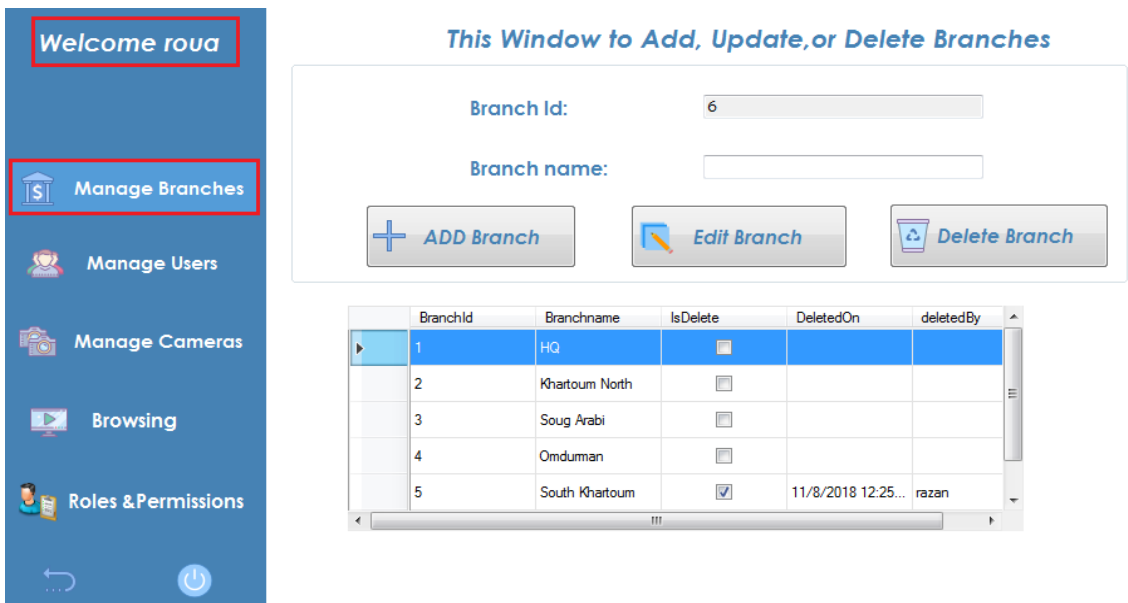 Welcome roua
This Window to Add, Update,or Delete Branches
Branch Id:
6
Branch name:
Manage Branches
ADD Branch
Edit Branch
Delete Branch
Manage Users
Manage Cameras
Browsing
Roles &Permissions
BranchId Branchname IsDelete DeletedOn deletedBy
1 HQ
2 Khartoum North
3 Soug Arabi
4 Omdurman
5 South Khartoum 11/8/2018 12:25... razan